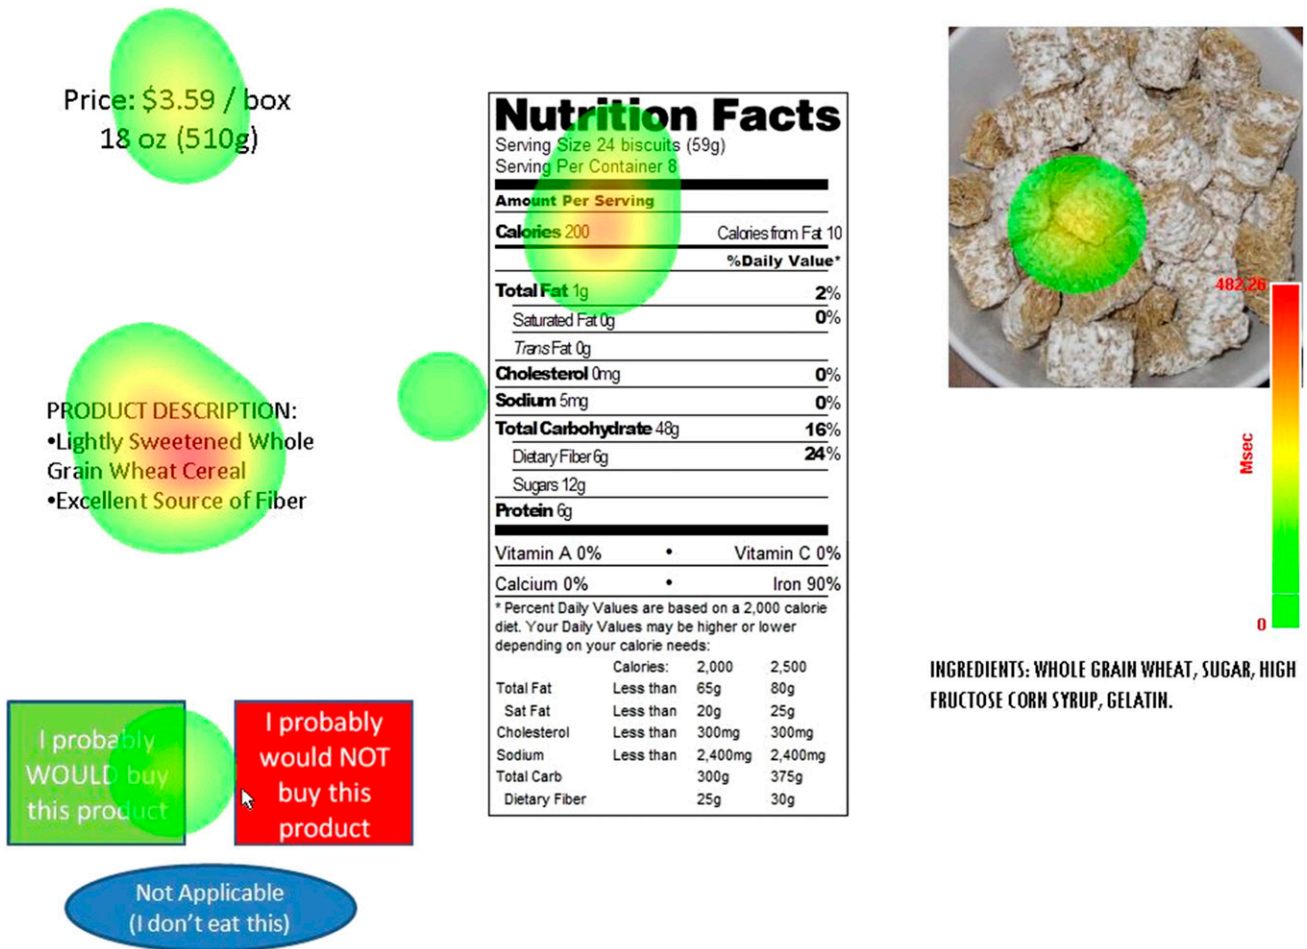 Price: $3.59 / box
18 oz (510g)
PRODUCT DESCRIPTION:
•Lightly Sweetened Whole
Grain Wheat Cereal
•Excellent Source of Fiber
I probably
WOULD buy
this product
I probably
would NOT
buy this
product
Not Applicable
(I don't eat this)
Nutrition Facts
Serving Size 24 biscuits (59g)
Serving Per Container 8
Amount Per Serving
Calories 200 Calories from Fat 10
%Daily Value*
Total Fat 1g 2%
Saturated Fat 0g 0%
Trans Fat 0g
Cholesterol 0mg 0%
Sodium 5mg 0%
Total Carbohydrate 48g 16%
Dietary Fiber 6g 24%
Sugars 12g
Protein 6g
Vitamin A 0% • Vitamin C 0%
Calcium 0% • Iron 90%
* Percent Daily Values are based on a 2,000 calorie
diet. Your Daily Values may be higher or lower
depending on your calorie needs:
Calories: 2,000 2,500
Total Fat Less than 65g 80g
Sat Fat Less than 20g 25g
Cholesterol Less than 300mg 300mg
Sodium Less than 2,400mg 2,400mg
Total Carb 300g 375g
Dietary Fiber 25g 30g
482.26
Msec
0
INGREDIENTS: WHOLE GRAIN WHEAT, SUGAR, HIGH
FRUCTOSE CORN SYRUP, GELATIN.